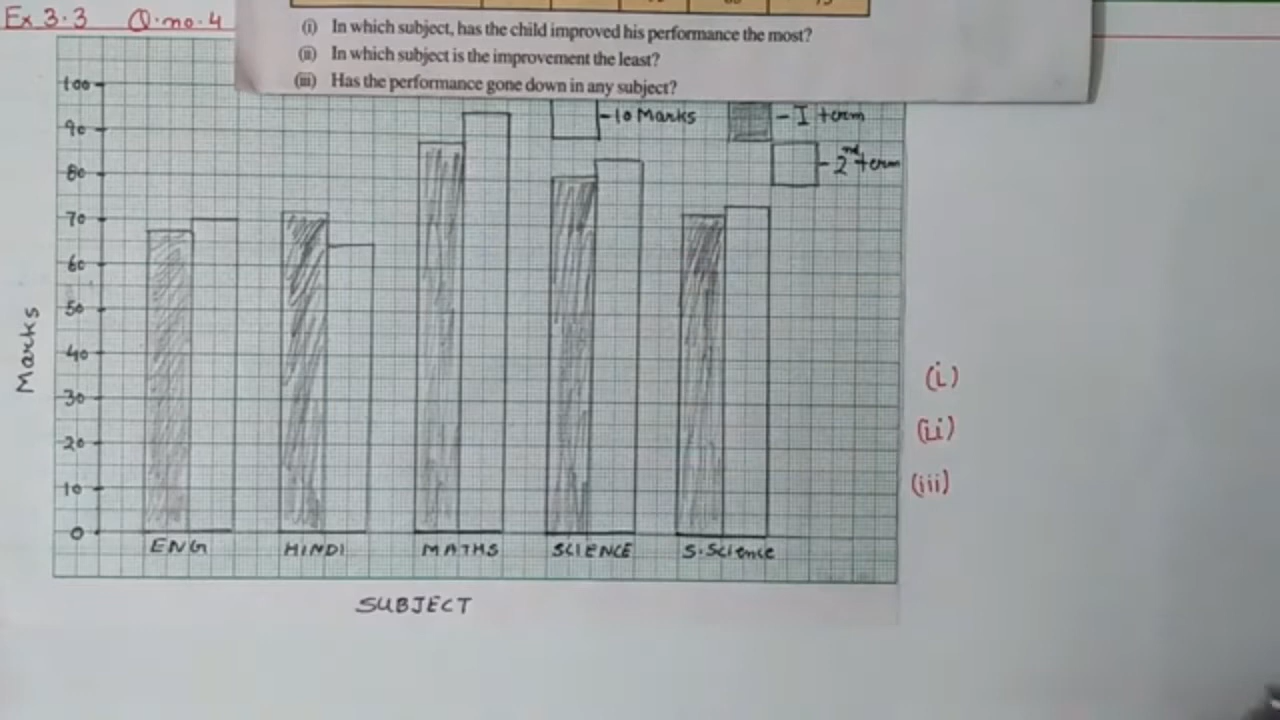 Ex 3.3 Q.no.4
(i) In which subject, has the child improved his performance the most?
(ii) In which subject is the improvement the least?
(iii) Has the performance gone down in any subject?
- 10 Marks
- I term
- 2nd term
100
90
80
70
60
50
40
30
20
10
0
Marks
ENG HINDI MATHS SCIENCE S.Science
SUBJECT
(i)
(ii)
(iii)